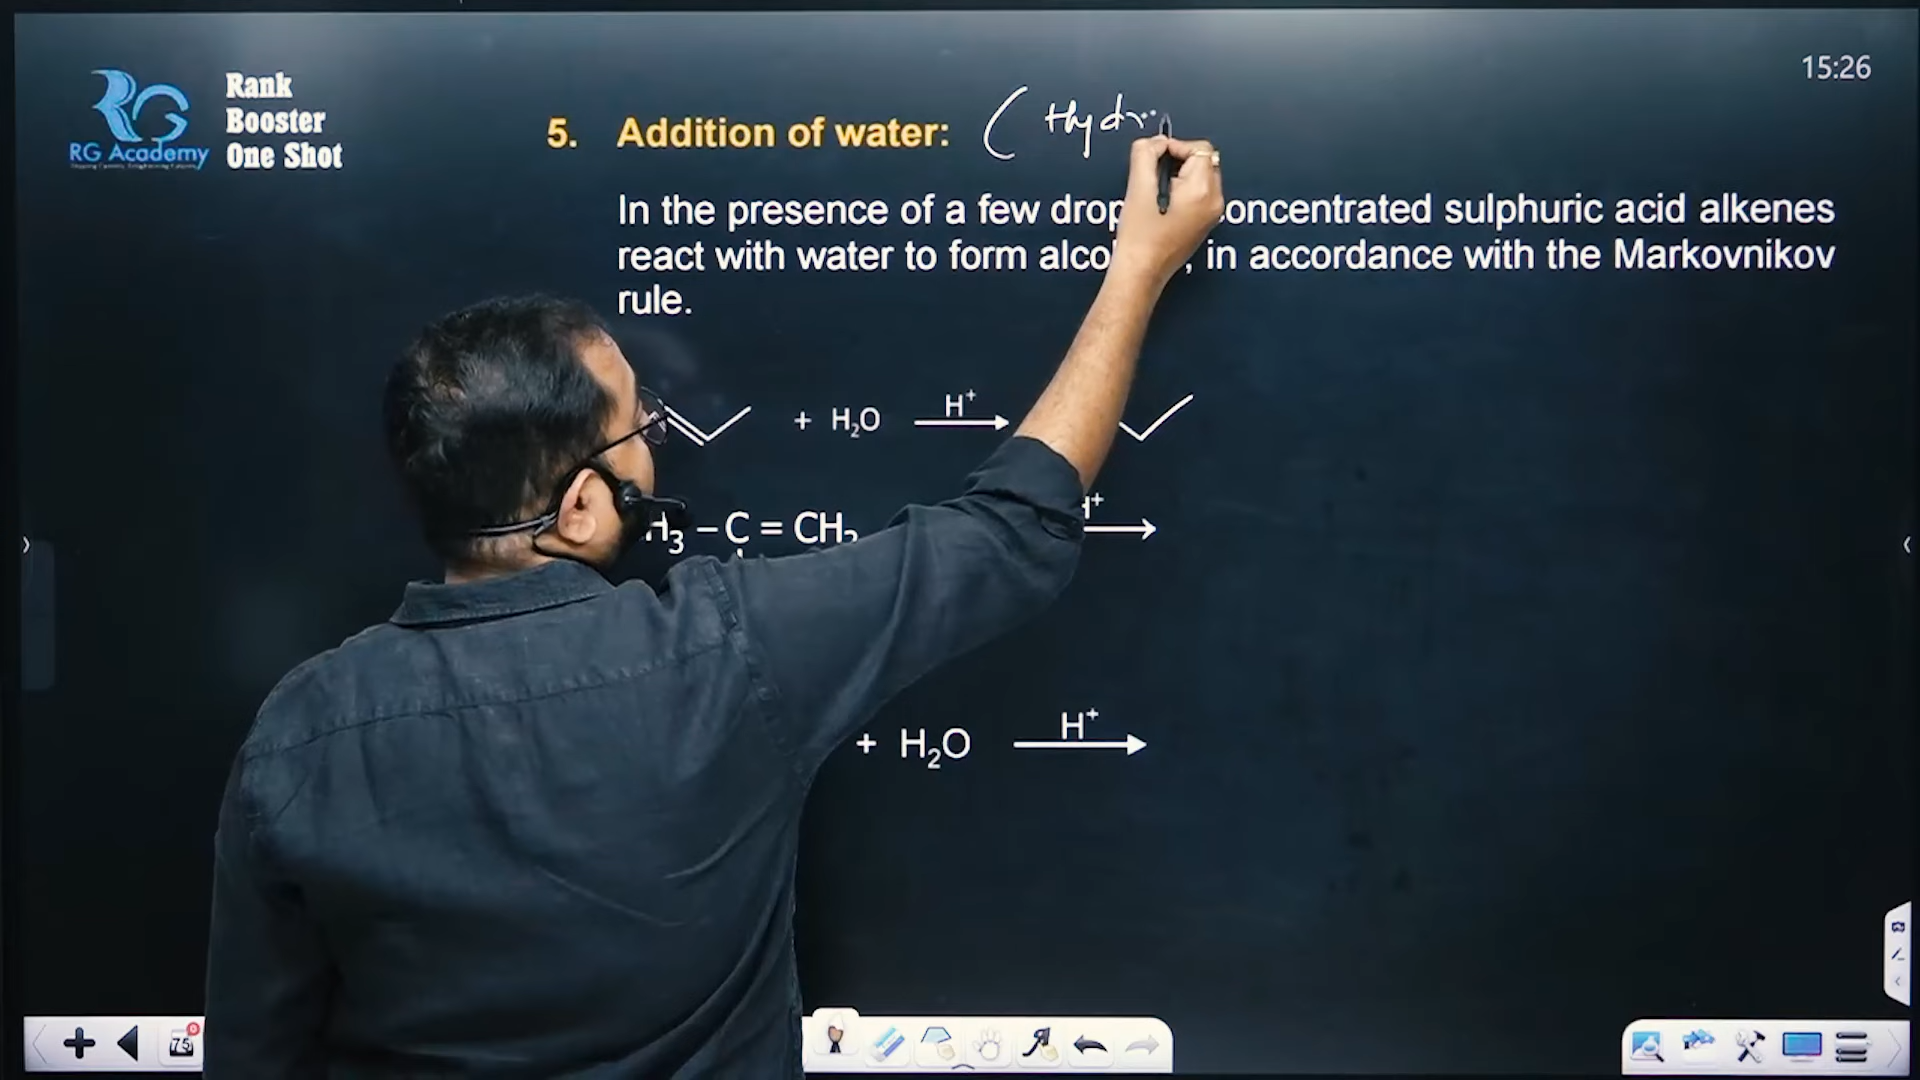 15:26
Rank
Booster
One Shot
RG Academy
5. Addition of water: ( Hydr
In the presence of a few drop concentrated sulphuric acid alkenes
react with water to form alco , in accordance with the Markovnikov
rule.
+ H₂O H⁺
H₃ – C = CH₂ H⁺
+ H₂O H⁺
75